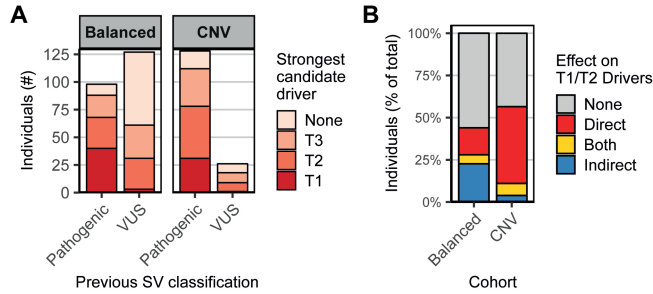 A
Balanced
CNV
Individuals (#)
125
100
75
50
25
0
Pathogenic
VUS
Pathogenic
VUS
Previous SV classification
Strongest
candidate
driver
None
T3
T2
T1
B
Individuals (% of total)
100%
75%
50%
25%
0%
Balanced
CNV
Cohort
Effect on
T1/T2 Drivers
None
Direct
Both
Indirect